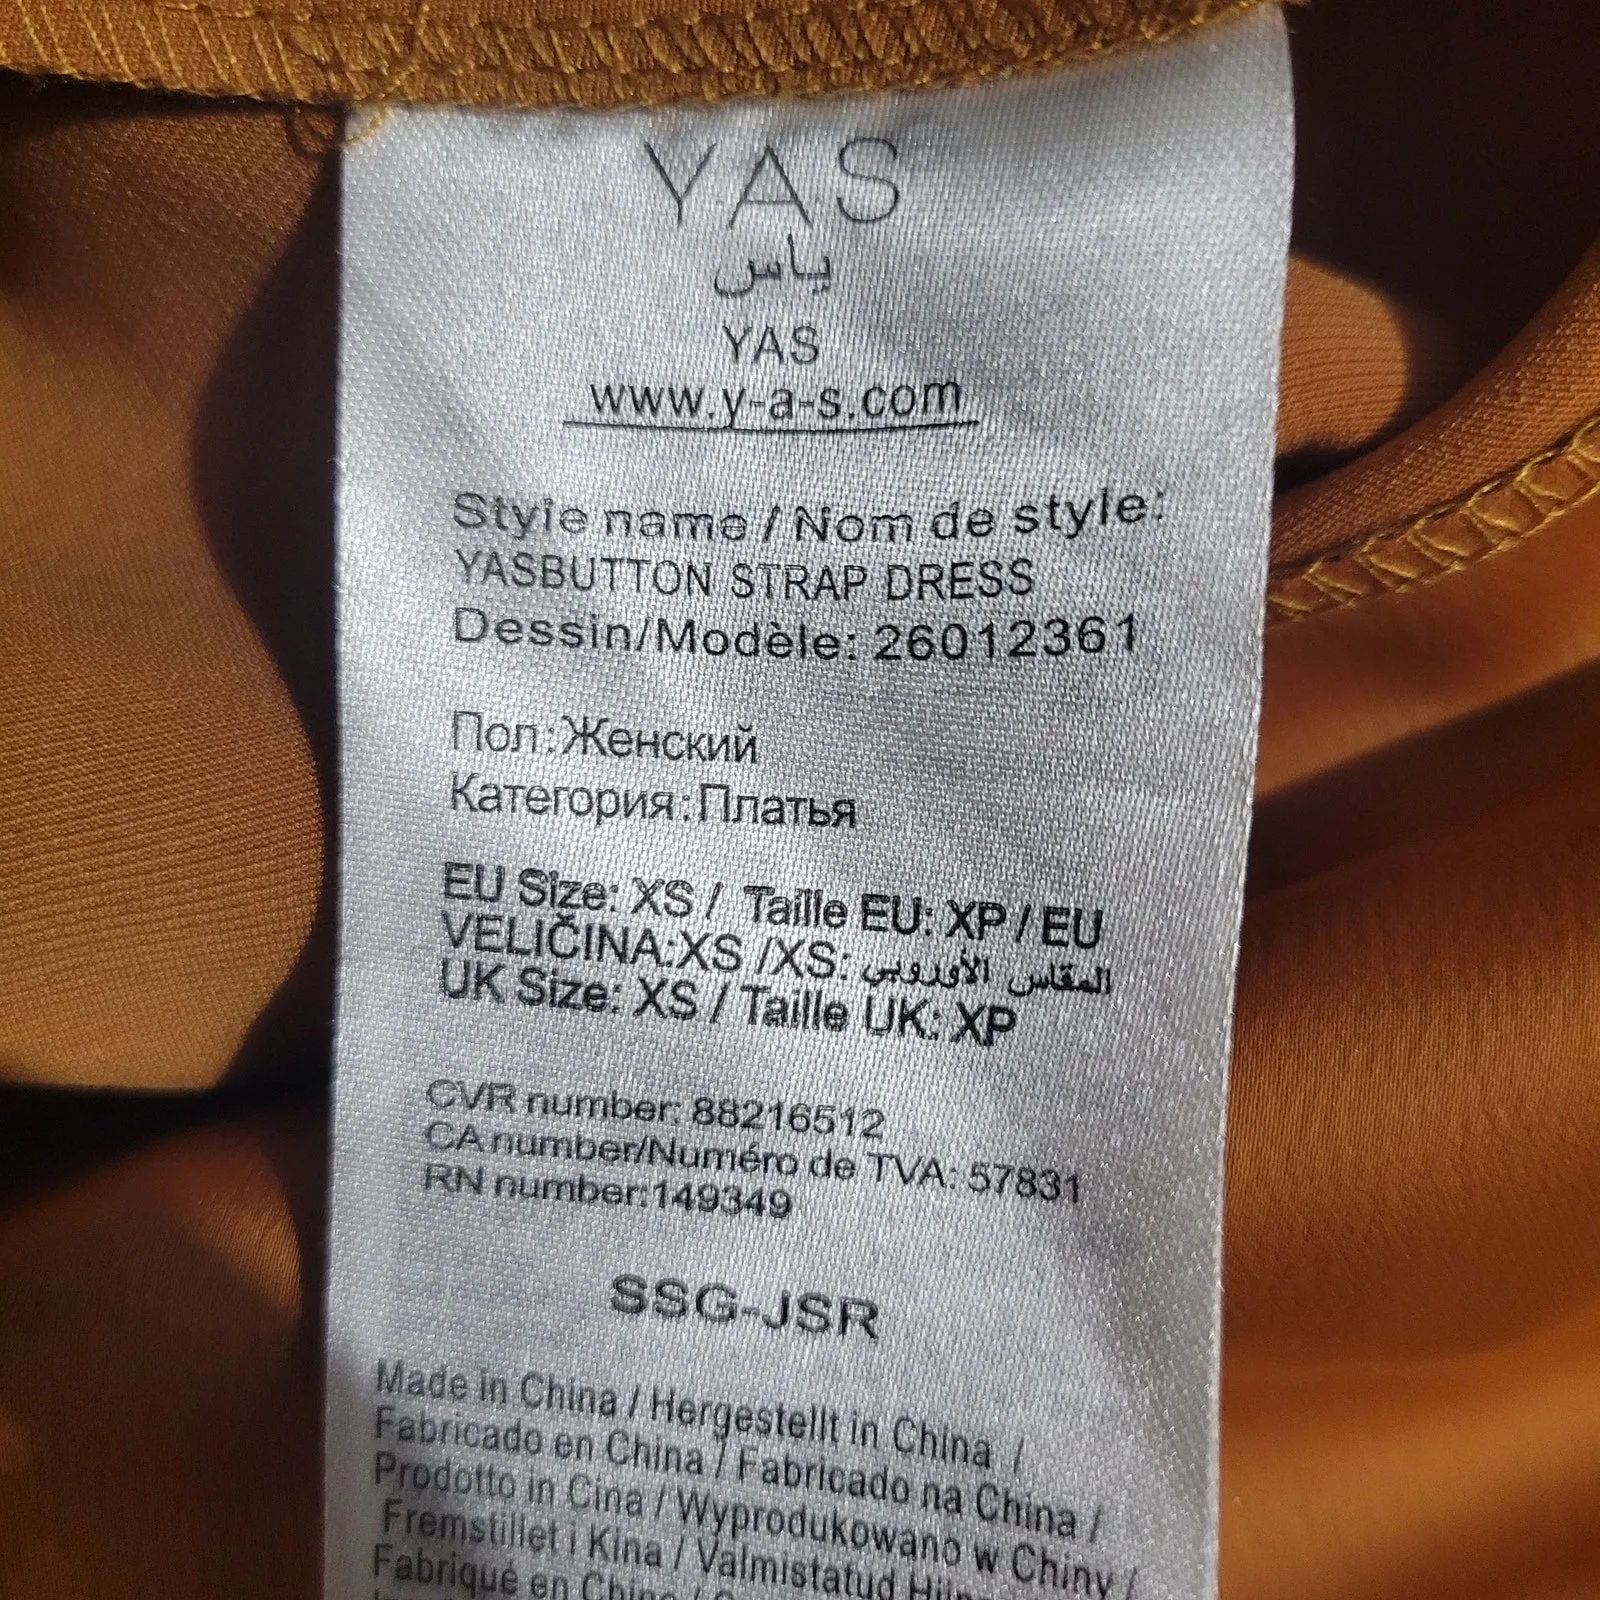 YAS
ياس
YAS
www.y-a-s.com
Style name / Nom de style:
YASBUTTON STRAP DRESS
Dessin/Modèle: 26012361
Пол:Женский
Категория:Платья
EU Size: XS / Taille EU: XP / EU
VELIČINA:XS /XS: المقاس الأوروبي
UK Size: XS / Taille UK: XP
CVR number: 88216512
CA number/Numéro de TVA: 57831
RN number:149349
SSG-JSR
Made in China / Hergestellt in China /
Fabricado en China / Fabricado na China /
Prodotto in Cina / Wyprodukowano w Chiny /
Fremstillet i Kina / Valmistatud
Fabriqué en Chine /